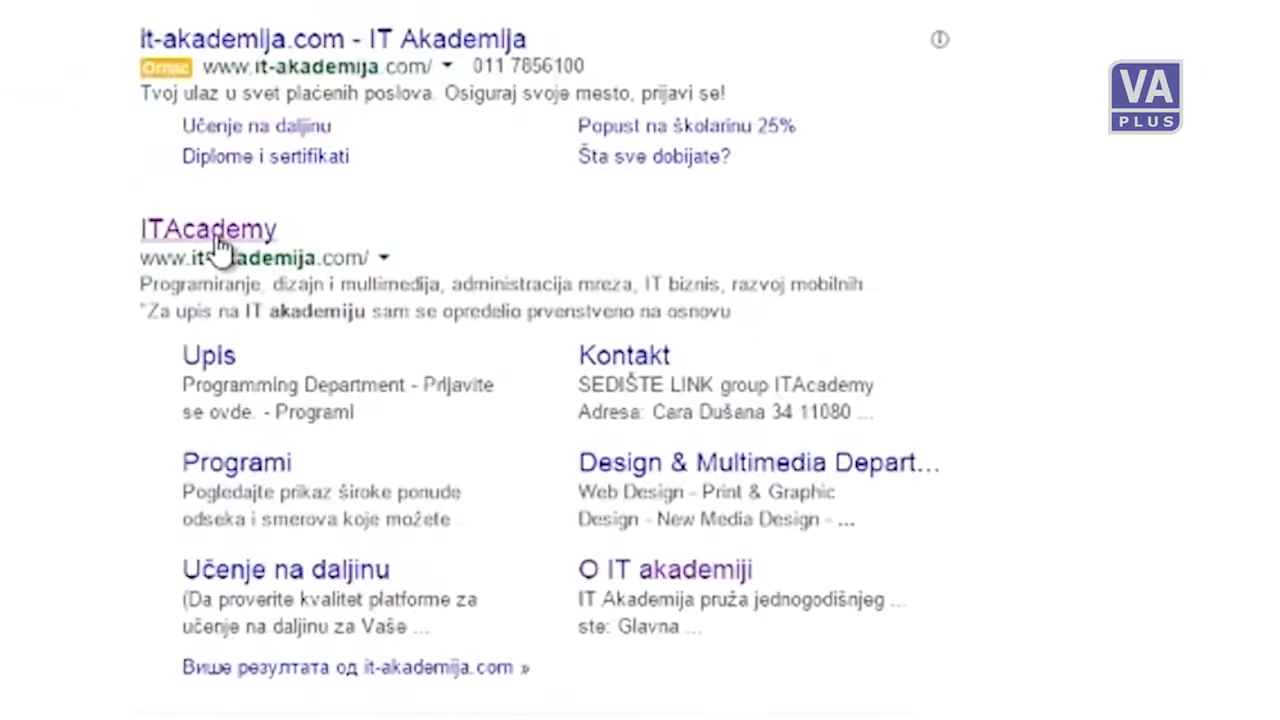 it-akademija.com - IT Akademija
Оглас www.it-akademija.com/ 011 7856100
Tvoj ulaz u svet plaćenih poslova. Osiguraj svoje mesto, prijavi se!
Učenje na daljinu
Popust na školarinu 25%
Diplome i sertifikati
Šta sve dobijate?
VA
PLUS
ITAcademy
www.it-akademija.com/
Programiranje, dizajn i multimedija, administracija mreza, IT biznis, razvoj mobilnih
"Za upis na IT akademiju sam se opredelio prvenstveno na osnovu
Upis
Programming Department - Prijavite
se ovde. - Programi
Kontakt
SEDIŠTE LINK group ITAcademy
Adresa: Cara Dušana 34 11080 ...
Programi
Pogledajte prikaz široke ponude
odseka i smerova koje možete
Design & Multimedia Depart...
Web Design - Print & Graphic
Design - New Media Design - ...
Učenje na daljinu
(Da proverite kvalitet platforme za
učenje na daljinu za Vaše ...
O IT akademiji
IT Akademija pruža jednogodišnjeg ...
ste: Glavna ...
Више резултата од it-akademija.com »